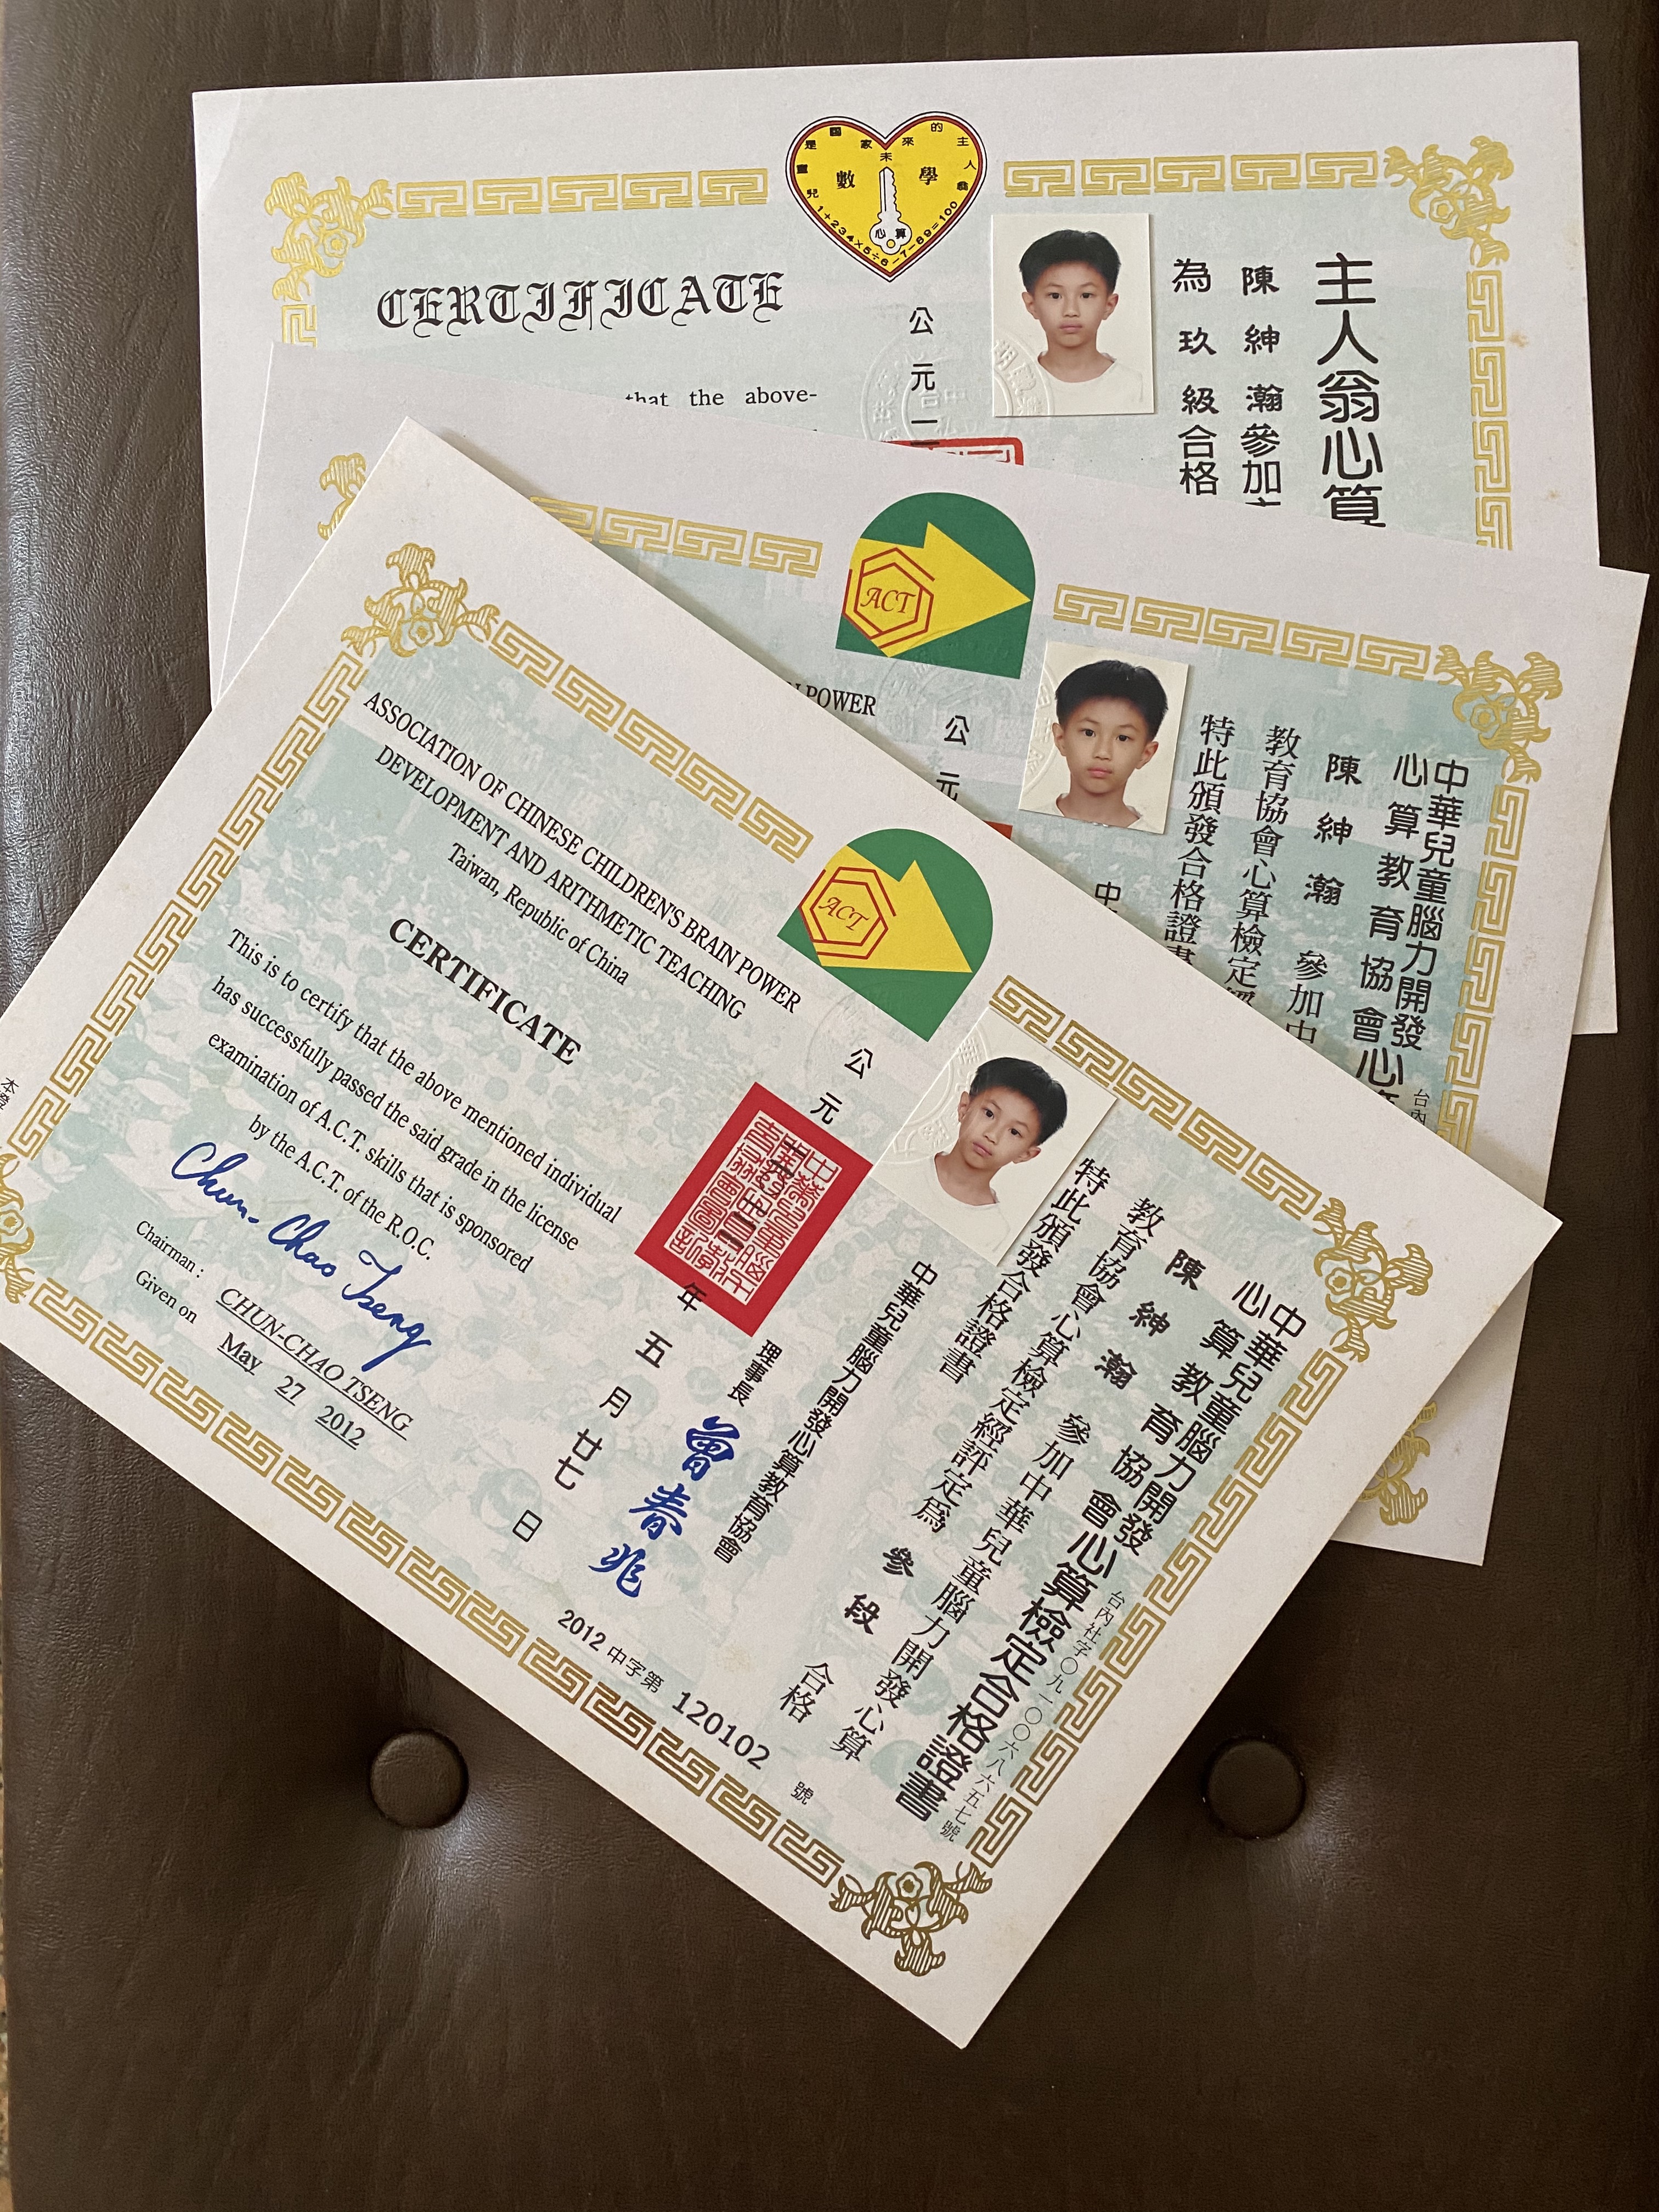 兒童是國家未來的主人翁
數學
心算
1+234×5÷6-7-89=100
CERTIFICATE
that the above-
公元二
主人翁心算
陳紳瀚參加
為玖級合格
ACT
POWER
公元
中
中華兒童腦力開發
心算教育協會心
台內
陳紳瀚 參加中
教育協會心算檢定
特此頒發合格證書
ACT
ASSOCIATION OF CHINESE CHILDREN'S BRAIN POWER
DEVELOPMENT AND ARITHMETIC TEACHING
Taiwan, Republic of China
CERTIFICATE
This is to certify that the above mentioned individual
has successfully passed the said grade in the license
examination of A.C.T. skills that is sponsored
by the A.C.T. of the R.O.C.
Chun-Chao Tseng
Chairman : CHUN-CHAO TSENG
Given on May 27 2012
中華兒童腦力開發
心算教育協會心算檢定合格證書
台內社字〇九一〇〇六八六五七號
陳紳瀚 參加中華兒童腦力開發心算
教育協會心算檢定經評定為 參段 合格
特此頒發合格證書
中華兒童腦力開發心算教育協會
理事長 曾春兆
公元 年五月廿七日
2012 中字第 120102 號
本證